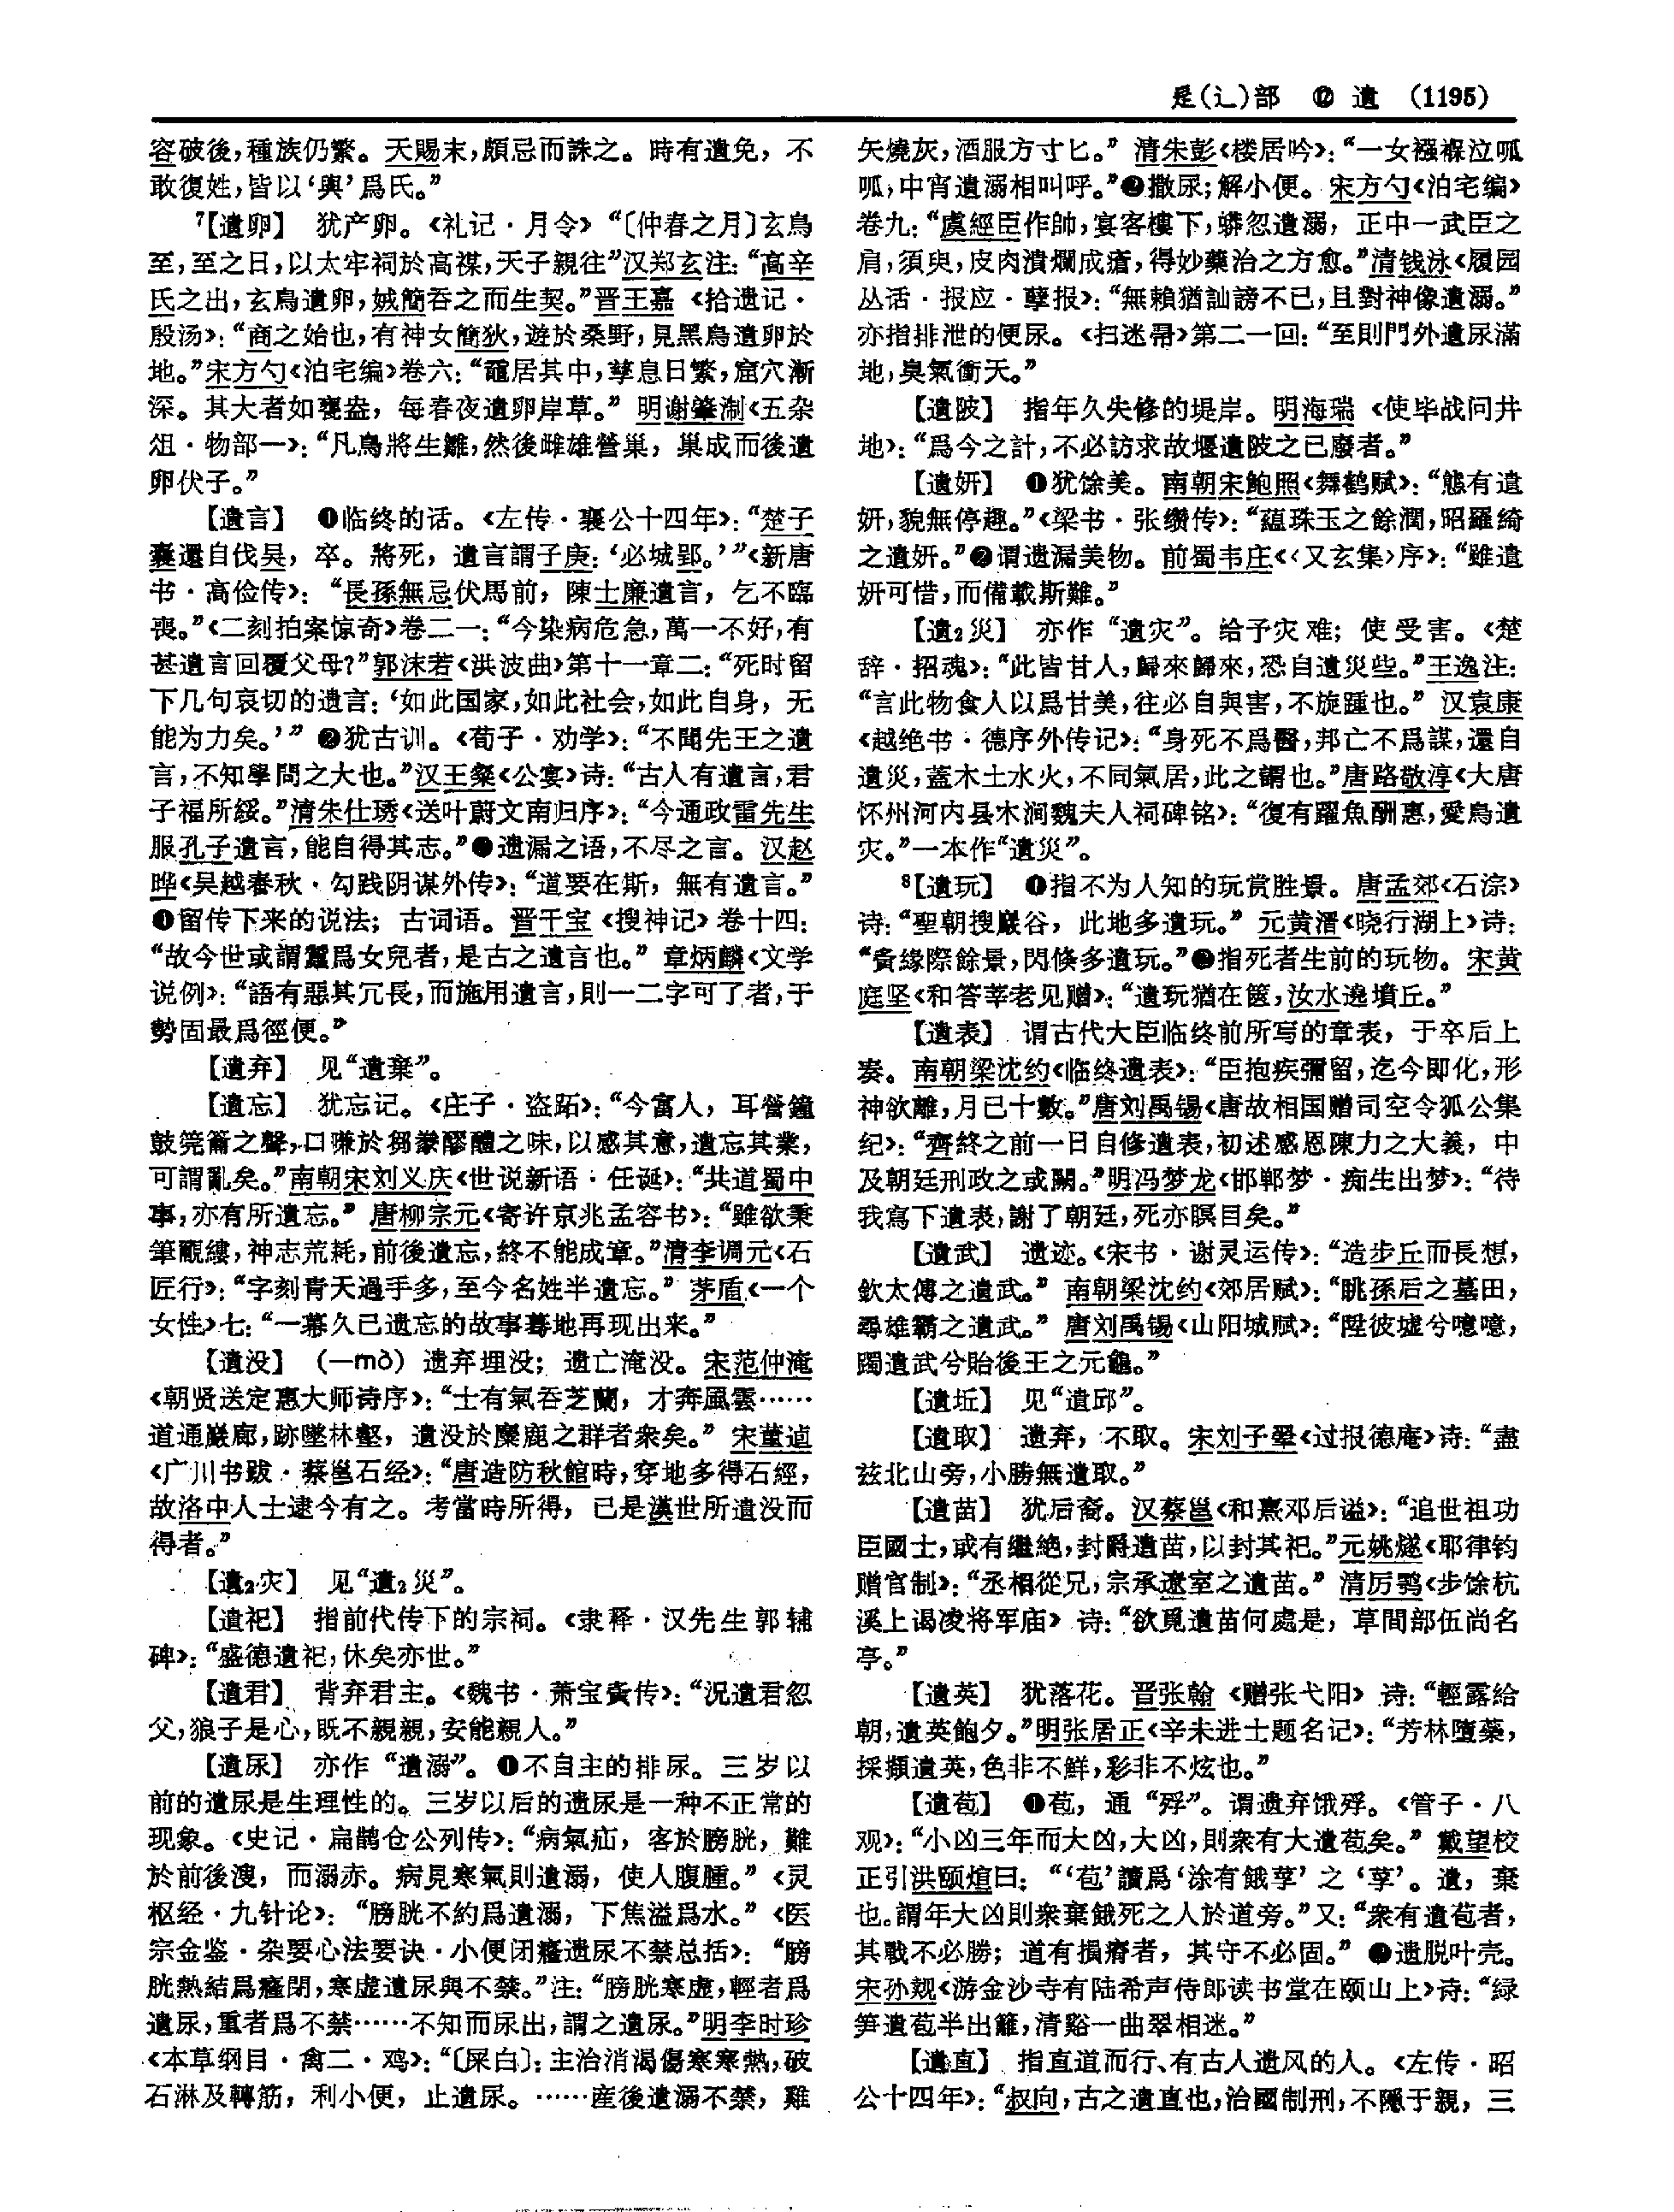 辵(辶)部　⑫　遺　(1195)
容破後，種族仍繁。天賜末，頗忌而誅之。時有遺免，不
敢復姓，皆以‘輿’爲氏。”
⁷【遺卵】　犹产卵。《礼记·月令》“〔仲春之月〕玄鳥
至，至之日，以太牢祠於高禖，天子親往”汉郑玄注：“高辛
氏之出，玄鳥遺卵，娀簡吞之而生契。”晋王嘉《拾遗记·
殷汤》：“商之始也，有神女簡狄，遊於桑野，見黑鳥遺卵於
地。”宋方勺《泊宅编》卷六：“黿居其中，孳息日繁，窟穴漸
深。其大者如甕盎，每春夜遺卵岸草。”明谢肇淛《五杂
俎·物部一》：“凡鳥將生雛，然後雌雄營巢，巢成而後遺
卵伏子。”
【遺言】　❶临终的话。《左传·襄公十四年》：“楚子
囊還自伐吴，卒。將死，遺言謂子庚：‘必城郢。’”《新唐
书·高俭传》：“長孫無忌伏馬前，陳士廉遺言，乞不臨
喪。”《二刻拍案惊奇》卷二一：“今染病危急，萬一不好，有
甚遺言回覆父母？”郭沫若《洪波曲》第十一章二：“死时留
下几句哀切的遗言：‘如此国家，如此社会，如此自身，无
能为力矣。’”❷犹古训。《荀子·劝学》：“不聞先王之遺
言，不知學問之大也。”汉王粲《公宴》诗：“古人有遺言，君
子福所綏。”清朱仕琇《送叶蔚文南归序》：“今通政雷先生
服孔子遺言，能自得其志。”❸遗漏之语，不尽之言。汉赵
晔《吴越春秋·勾践阴谋外传》：“道要在斯，無有遺言。”
❹留传下来的说法；古词语。晋干宝《搜神记》卷十四：
“故今世或謂蠶爲女兒者，是古之遺言也。”章炳麟《文学
说例》：“語有惡其冗長，而施用遺言，則一二字可了者，于
勢固最爲徑便。”
【遺弃】　见“遺棄”。
【遺忘】　犹忘记。《庄子·盗跖》：“今富人，耳營鐘
鼓筦籥之聲，口嗛於芻豢醪醴之味，以感其意，遺忘其業，
可謂亂矣。”南朝宋刘义庆《世说新语·任诞》：“共道蜀中
事，亦有所遺忘。”唐柳宗元《寄许京兆孟容书》：“雖欲秉
筆覼縷，神志荒耗，前後遺忘，終不能成章。”清李调元《石
匠行》：“字刻青天過手多，至今名姓半遺忘。”茅盾《一个
女性》七：“一幕久已遗忘的故事蓦地再现出来。”
【遺没】　（—mò）遗弃埋没；遗亡淹没。宋范仲淹
《朝贤送定惠大师诗序》：“士有氣吞芝蘭，才奔風雲……
道通巖廊，跡墜林壑，遺没於麋鹿之群者衆矣。”宋董逌
《广川书跋·蔡邕石经》：“唐造防秋館時，穿地多得石經，
故洛中人士逮今有之。考當時所得，已是漢世所遺没而
得者。”
【遺₂灾】　见“遺₂災”。
【遺祀】　指前代传下的宗祠。《隶释·汉先生郭辅
碑》：“盛德遺祀，休矣亦世。”
【遺君】　背弃君主。《魏书·萧宝夤传》：“況遺君忽
父，狼子是心，既不親親，安能親人。”
【遺尿】　亦作“遺溺”。❶不自主的排尿。三岁以
前的遗尿是生理性的。三岁以后的遗尿是一种不正常的
现象。《史记·扁鹊仓公列传》：“病氣疝，客於膀胱，難
於前後溲，而溺赤。病見寒氣則遺溺，使人腹腫。”《灵
枢经·九针论》：“膀胱不約爲遺溺，下焦溢爲水。”《医
宗金鉴·杂要心法要诀·小便闭癃遗尿不禁总括》：“膀
胱熱結爲癃閉，寒虚遺尿與不禁。”注：“膀胱寒虚，輕者爲
遺尿，重者爲不禁……不知而尿出，謂之遺尿。”明李时珍
《本草纲目·禽二·鸡》：“〔屎白〕：主治消渴傷寒寒熱，破
石淋及轉筋，利小便，止遺尿。……産後遺溺不禁，雞
矢燒灰，酒服方寸匕。”清朱彭《楼居吟》：“一女襁褓泣呱
呱，中宵遺溺相叫呼。”❷撒尿；解小便。宋方勺《泊宅编》
卷九：“虞經臣作帥，宴客樓下，蟒忽遺溺，正中一武臣之
肩，須臾，皮肉潰爛成瘡，得妙藥治之方愈。”清钱泳《履园
丛话·报应·孽报》：“無賴猶訕謗不已，且對神像遺溺。”
亦指排泄的便尿。《扫迷帚》第二一回：“至則門外遺尿滿
地，臭氣衝天。”
【遺陂】　指年久失修的堤岸。明海瑞《使毕战问井
地》：“爲今之計，不必訪求故堰遺陂之已廢者。”
【遺妍】　❶犹馀美。南朝宋鲍照《舞鹤赋》：“態有遺
妍，貌無停趣。”《梁书·张缵传》：“藴珠玉之餘潤，昭羅綺
之遺妍。”❷谓遗漏美物。前蜀韦庄《〈又玄集〉序》：“雖遺
妍可惜，而備載斯難。”
【遺₂災】　亦作“遺灾”。给予灾难；使受害。《楚
辞·招魂》：“此皆甘人，歸來歸來，恐自遺災些。”王逸注：
“言此物食人以爲甘美，往必自與害，不旋踵也。”汉袁康
《越绝书·德序外传记》：“身死不爲醫，邦亡不爲謀，還自
遺災，蓋木土水火，不同氣居，此之謂也。”唐路敬淳《大唐
怀州河内县木涧魏夫人祠碑铭》：“復有躍魚酬惠，愛鳥遺
灾。”一本作“遺災”。
⁸【遺玩】　❶指不为人知的玩赏胜景。唐孟郊《石淙》
诗：“聖朝搜巖谷，此地多遺玩。”元黄溍《晓行湖上》诗：
“夤緣際餘景，閃倏多遺玩。”❷指死者生前的玩物。宋黄
庭坚《和答莘老见赠》：“遺玩猶在篋，汝水遶墳丘。”
【遺表】　谓古代大臣临终前所写的章表，于卒后上
奏。南朝梁沈约《临终遗表》：“臣抱疾彌留，迄今即化，形
神欲離，月已十數。”唐刘禹锡《唐故相国赠司空令狐公集
纪》：“齊終之前一日自修遺表，初述感恩陳力之大義，中
及朝廷刑政之或闕。”明冯梦龙《邯郸梦·痴生出梦》：“待
我寫下遺表，謝了朝廷，死亦瞑目矣。”
【遺武】　遗迹。《宋书·谢灵运传》：“造步丘而長想，
欽太傅之遺武。”南朝梁沈约《郊居赋》：“眺孫后之墓田，
尋雄霸之遺武。”唐刘禹锡《山阳城赋》：“陞彼墟兮噫噫，
躅遺武兮貽後王之元龜。”
【遺坵】　见“遺邱”。
【遺取】　遗弃，不取。宋刘子翚《过报德庵》诗：“盡
兹北山旁，小勝無遺取。”
【遺苗】　犹后裔。汉蔡邕《和熹邓后谥》：“追世祖功
臣國士，或有繼絶，封爵遺苗，以封其祀。”元姚燧《耶律钧
赠官制》：“丞相從兄，宗承遼室之遺苗。”清厉鹗《步馀杭
溪上谒凌将军庙》诗：“欲覓遺苗何處是，草間部伍尚名
亭。”
【遺英】　犹落花。晋张翰《赠张弋阳》诗：“輕露給
朝，遺英飽夕。”明张居正《辛未进士题名记》：“芳林墮蘂，
採擷遺英，色非不鮮，彩非不炫也。”
【遺苞】　❶苞，通“殍”。谓遗弃饿殍。《管子·八
观》：“小凶三年而大凶，大凶，則衆有大遺苞矣。”戴望校
正引洪颐煊曰：“‘苞’讀爲‘涂有餓莩’之‘莩’。遺，棄
也。謂年大凶則衆棄餓死之人於道旁。”又：“衆有遺苞者，
其戰不必勝；道有損瘠者，其守不必固。”❷遗脱叶壳。
宋孙觌《游金沙寺有陆希声侍郎读书堂在颐山上》诗：“緑
筍遺苞半出籬，清谿一曲翠相迷。”
【遺直】　指直道而行、有古人遗风的人。《左传·昭
公十四年》：“叔向，古之遺直也，治國制刑，不隱于親，三